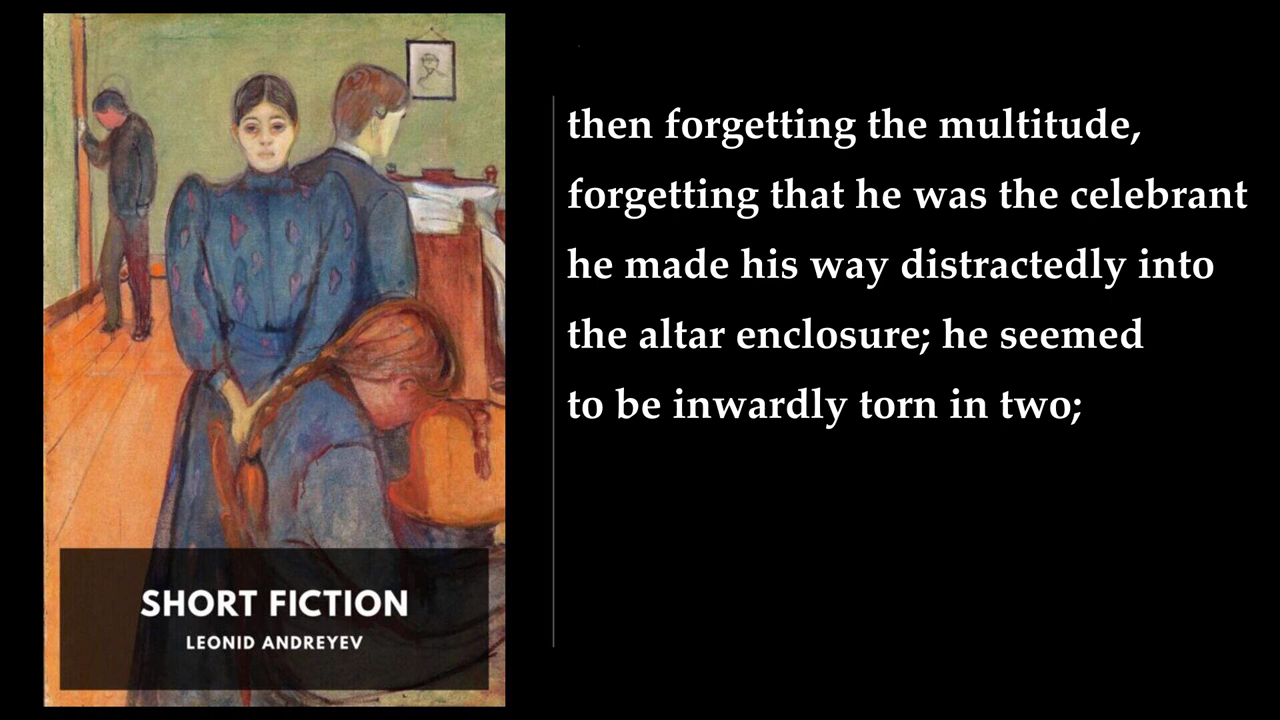 then forgetting the multitude,
forgetting that he was the celebrant
he made his way distractedly into
the altar enclosure; he seemed
to be inwardly torn in two;
SHORT FICTION
LEONID ANDREYEV